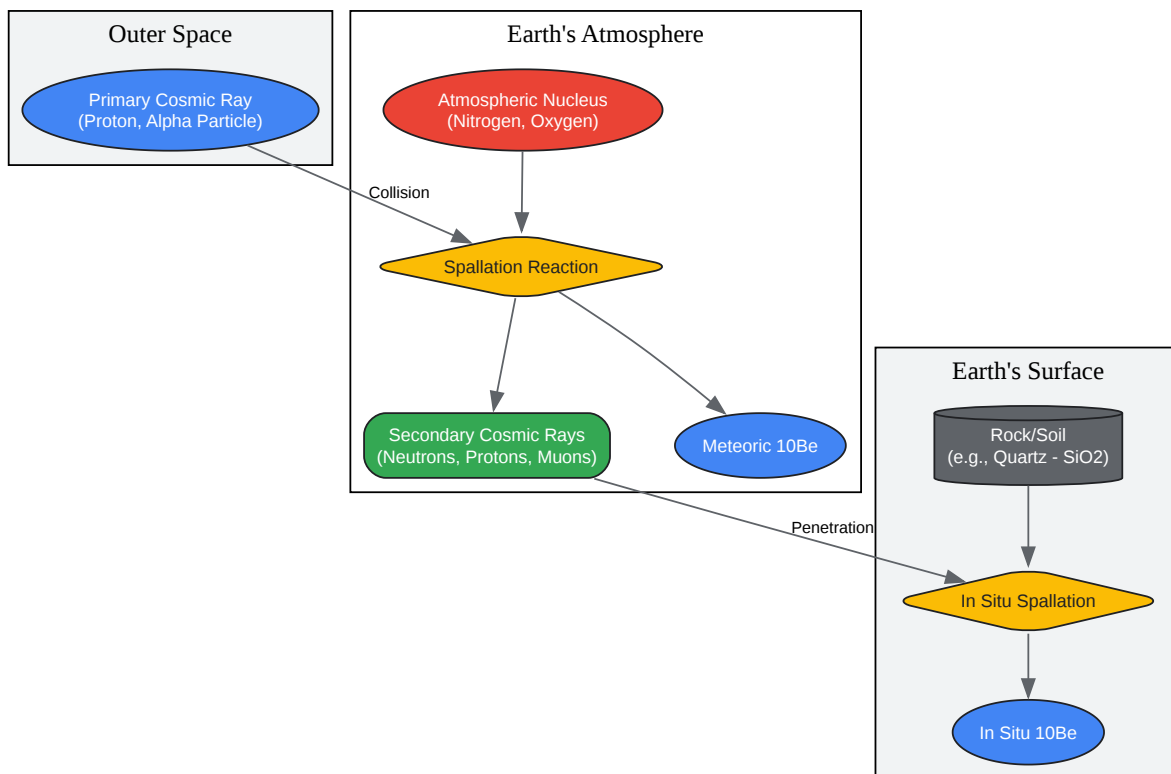 Outer Space
Primary Cosmic Ray
(Proton, Alpha Particle)
Earth's Atmosphere
Atmospheric Nucleus
(Nitrogen, Oxygen)
Collision
Spallation Reaction
Secondary Cosmic Rays
(Neutrons, Protons, Muons)
Meteoric 10Be
Penetration
Earth's Surface
Rock/Soil
(e.g., Quartz - SiO2)
In Situ Spallation
In Situ 10Be